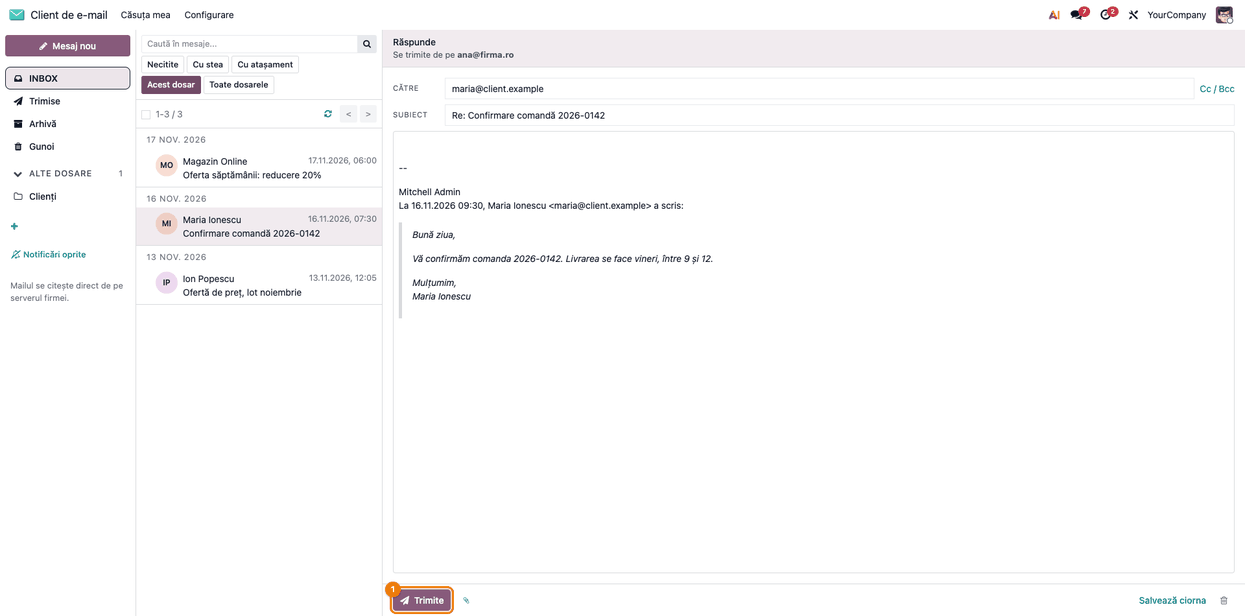 Client de e-mail
Căsuța mea
Configurare
AI
7
2
YourCompany
Mesaj nou
INBOX
Trimise
Arhivă
Gunoi
ALTE DOSARE 1
Clienți
+
Notificări oprite
Mailul se citește direct de pe
serverul firmei.
Caută în mesaje...
Necitite
Cu stea
Cu atașament
Acest dosar
Toate dosarele
1-3 / 3
< >
17 NOV. 2026
MO
Magazin Online 17.11.2026, 06:00
Oferta săptămânii: reducere 20%
16 NOV. 2026
MI
Maria Ionescu 16.11.2026, 07:30
Confirmare comandă 2026-0142
13 NOV. 2026
IP
Ion Popescu 13.11.2026, 12:05
Ofertă de preț, lot noiembrie
Răspunde
Se trimite de pe ana@firma.ro
CĂTRE maria@client.example Cc / Bcc
SUBIECT Re: Confirmare comandă 2026-0142
--
Mitchell Admin
La 16.11.2026 09:30, Maria Ionescu <maria@client.example> a scris:
Bună ziua,
Vă confirmăm comanda 2026-0142. Livrarea se face vineri, între 9 și 12.
Mulțumim,
Maria Ionescu
1
Trimite
Salvează ciorna